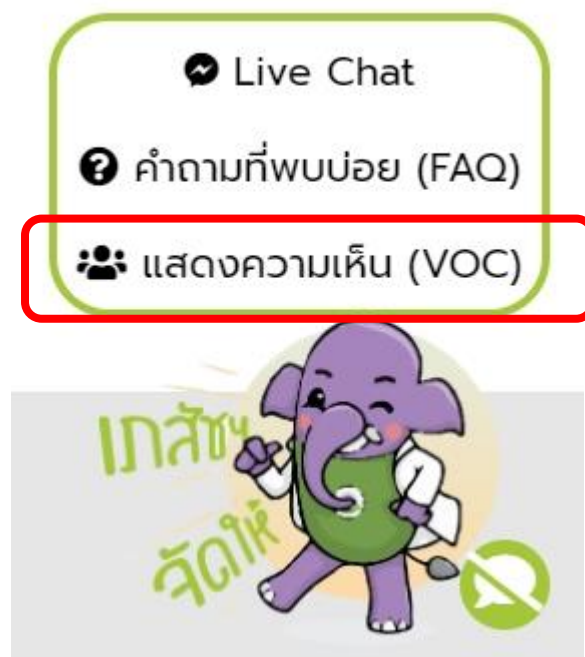 Live Chat
คำถามที่พบบ่อย (FAQ)
แสดงความเห็น (VOC)
เภสัชฯ
จัดให้